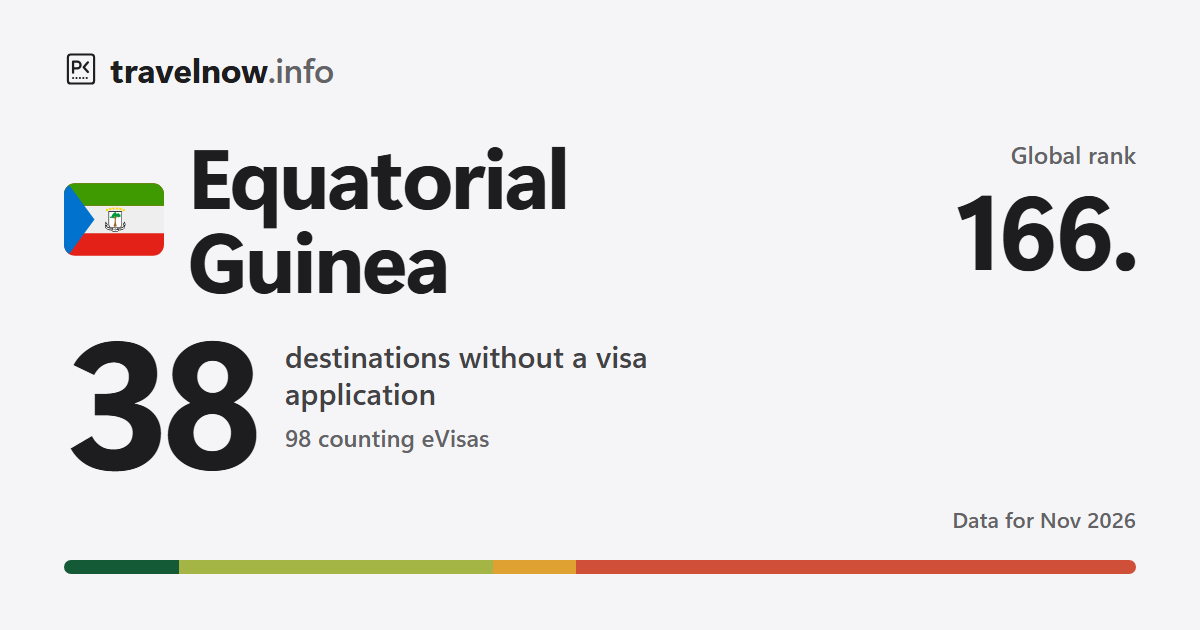 PK
travelnow.info
Equatorial
Guinea
Global rank
166.
38
destinations without a visa
application
98 counting eVisas
Data for Nov 2026